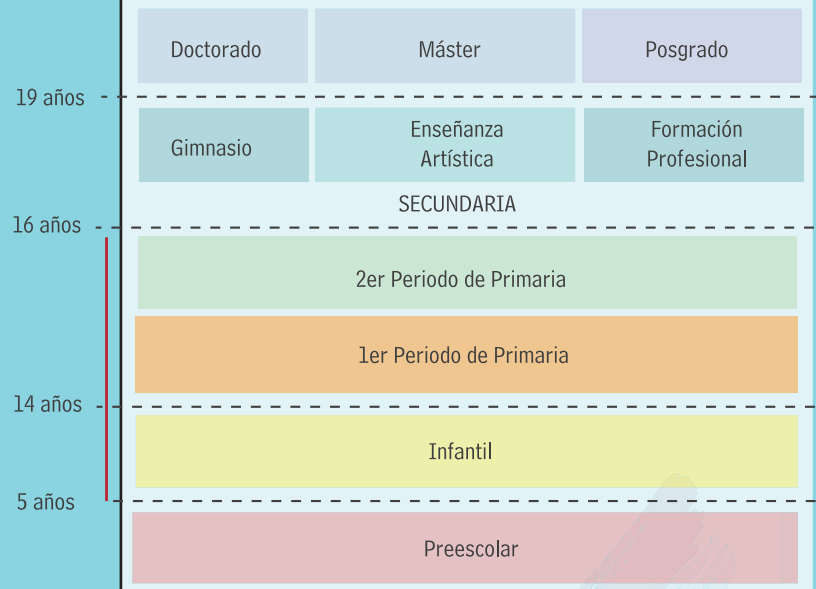 Doctorado
Máster
Posgrado
19 años
Gimnasio
Enseñanza
Artística
Formación
Profesional
SECUNDARIA
16 años
2er Periodo de Primaria
1er Periodo de Primaria
14 años
Infantil
5 años
Preescolar